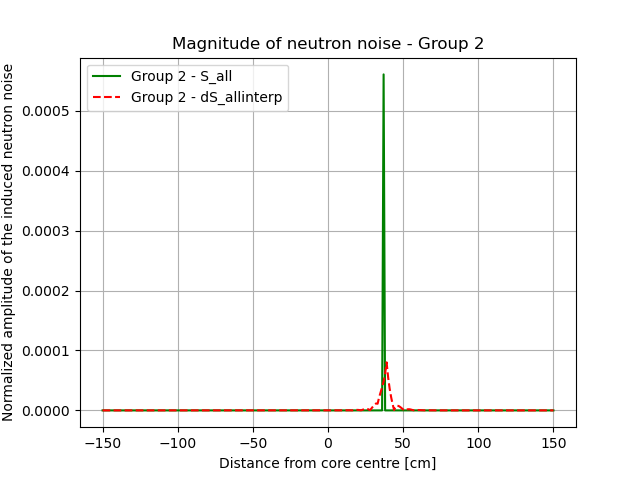 Magnitude of neutron noise - Group 2
Group 2 - S_all
Group 2 - dS_allinterp
Normalized amplitude of the induced neutron noise
0.0005
0.0004
0.0003
0.0002
0.0001
0.0000
−150 −100 −50 0 50 100 150
Distance from core centre [cm]